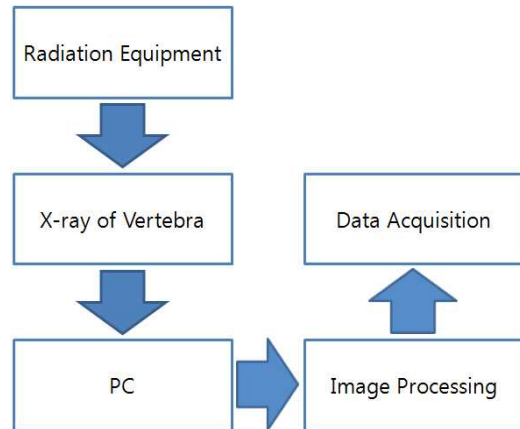 Radiation Equipment
X-ray of Vertebra
PC
Image Processing
Data Acquisition